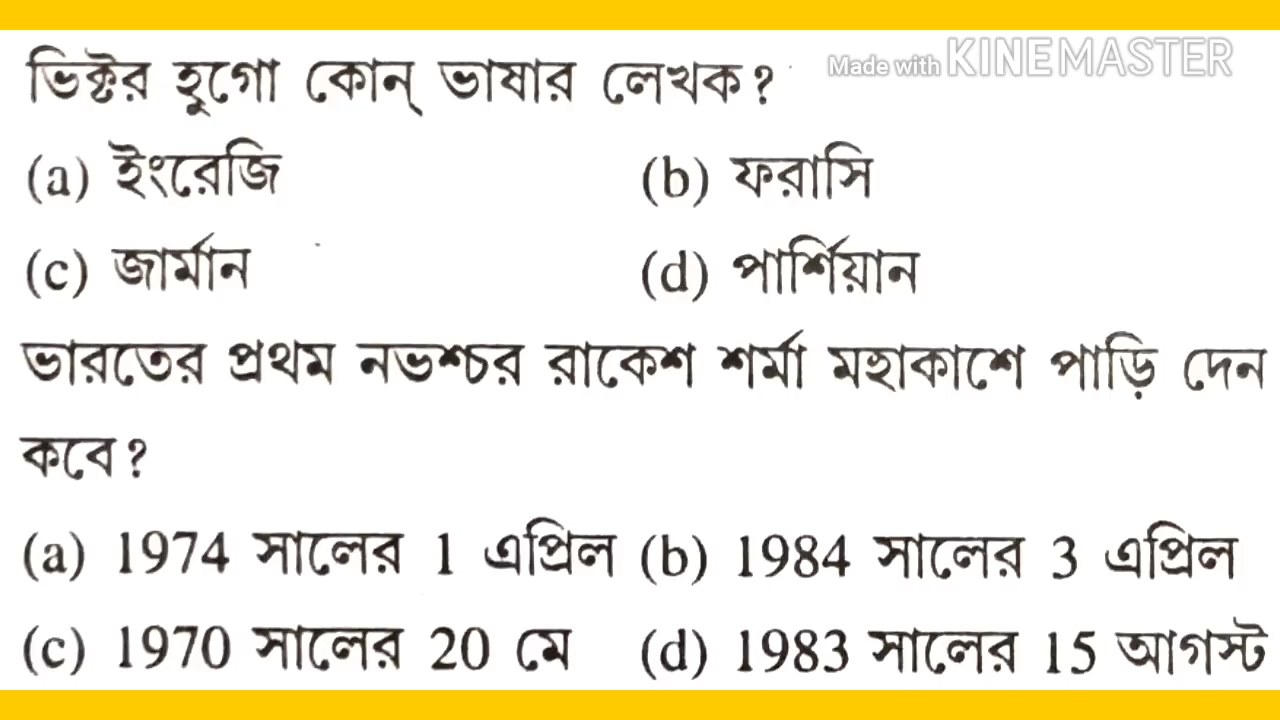 ভিক্টর হুগো কোন্ ভাষার লেখক?
Made with KINEMASTER
(a) ইংরেজি (b) ফরাসি
(c) জার্মান (d) পার্শিয়ান
ভারতের প্রথম নভশ্চর রাকেশ শর্মা মহাকাশে পাড়ি দেন
কবে?
(a) 1974 সালের 1 এপ্রিল (b) 1984 সালের 3 এপ্রিল
(c) 1970 সালের 20 মে (d) 1983 সালের 15 আগস্ট